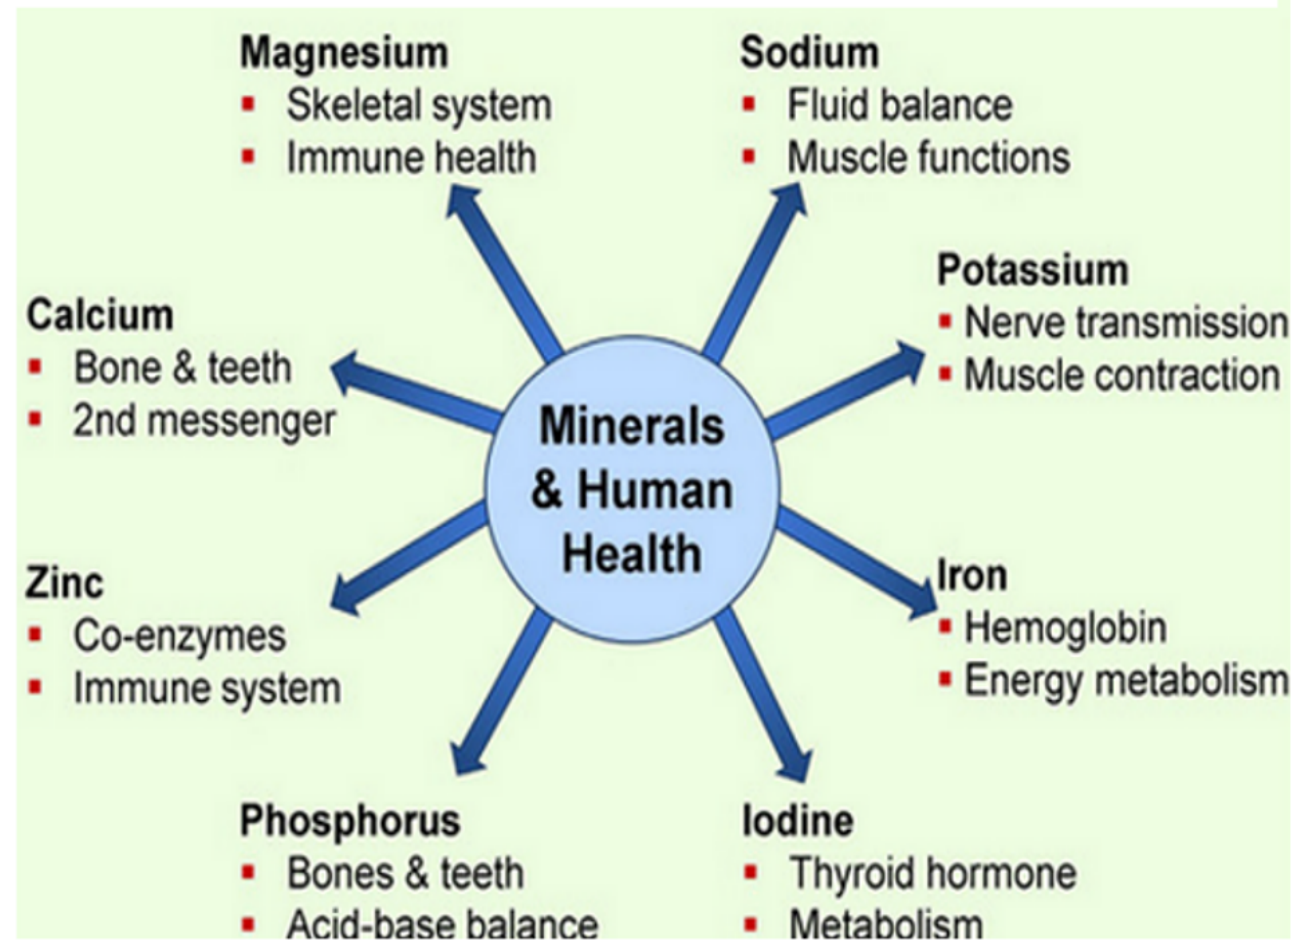 Magnesium
Skeletal system
Immune health
Sodium
Fluid balance
Muscle functions
Potassium
Nerve transmission
Muscle contraction
Calcium
Bone & teeth
2nd messenger
Minerals
& Human
Health
Zinc
Co-enzymes
Immune system
Iron
Hemoglobin
Energy metabolism
Phosphorus
Bones & teeth
Acid-base balance
Iodine
Thyroid hormone
Metabolism